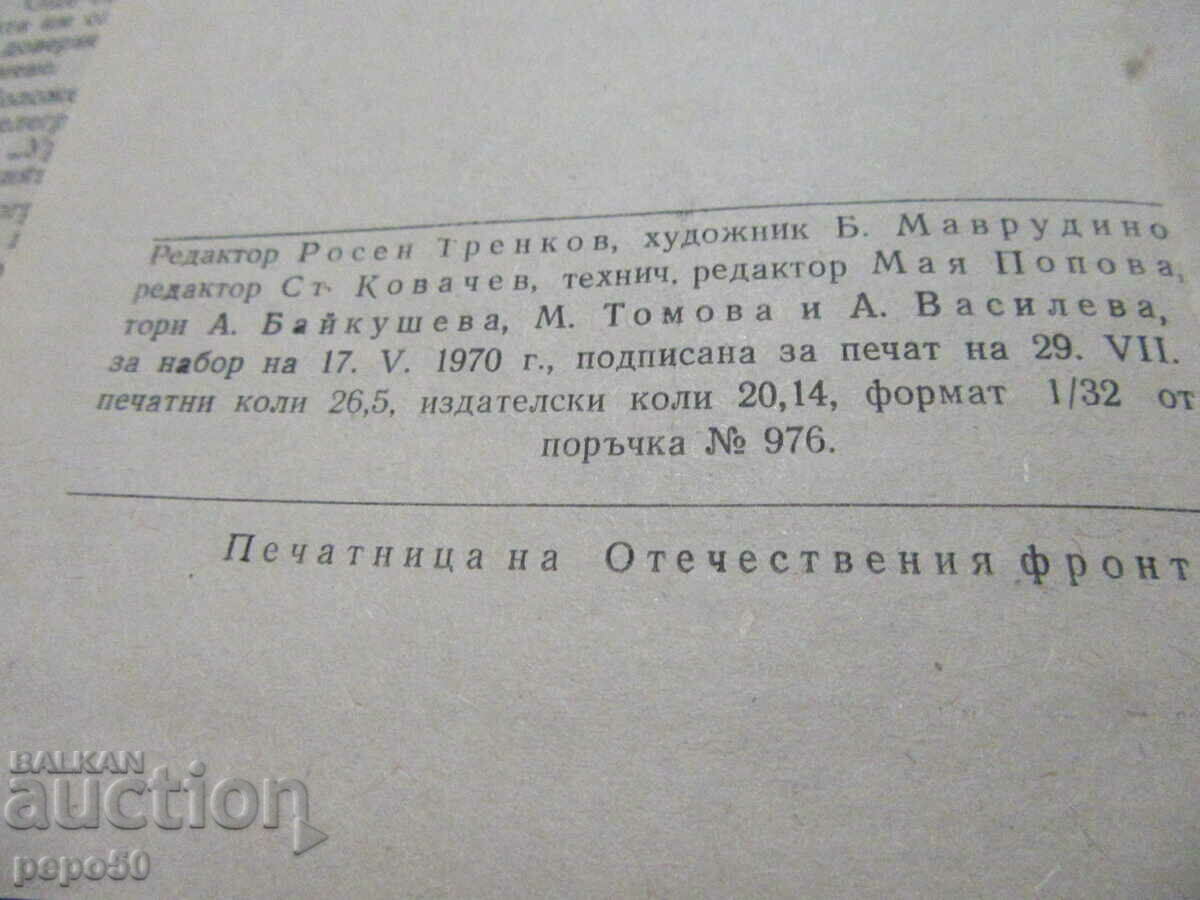 доверя
Редактор Росен Тренков, художник Б. Маврудино
редактор Ст. Ковачев, технич. редактор Мая Попова,
тори А. Байкушева, М. Томова и А. Василева,
за набор на 17. V. 1970 г., подписана за печат на 29. VII.
печатни коли 26,5, издателски коли 20,14, формат 1/32 от
поръчка № 976.
Печатница на Отечествения фронт
BALKAN
auction
pepo50